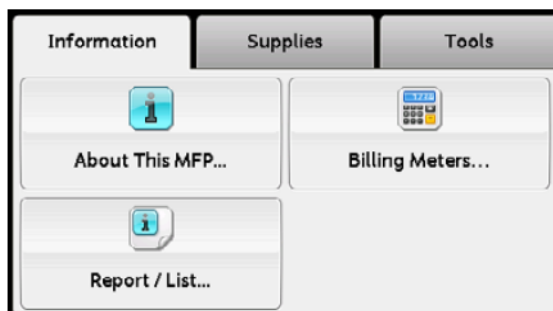 Information
Supplies
Tools
About This MFP...
Billing Meters...
Report / List...